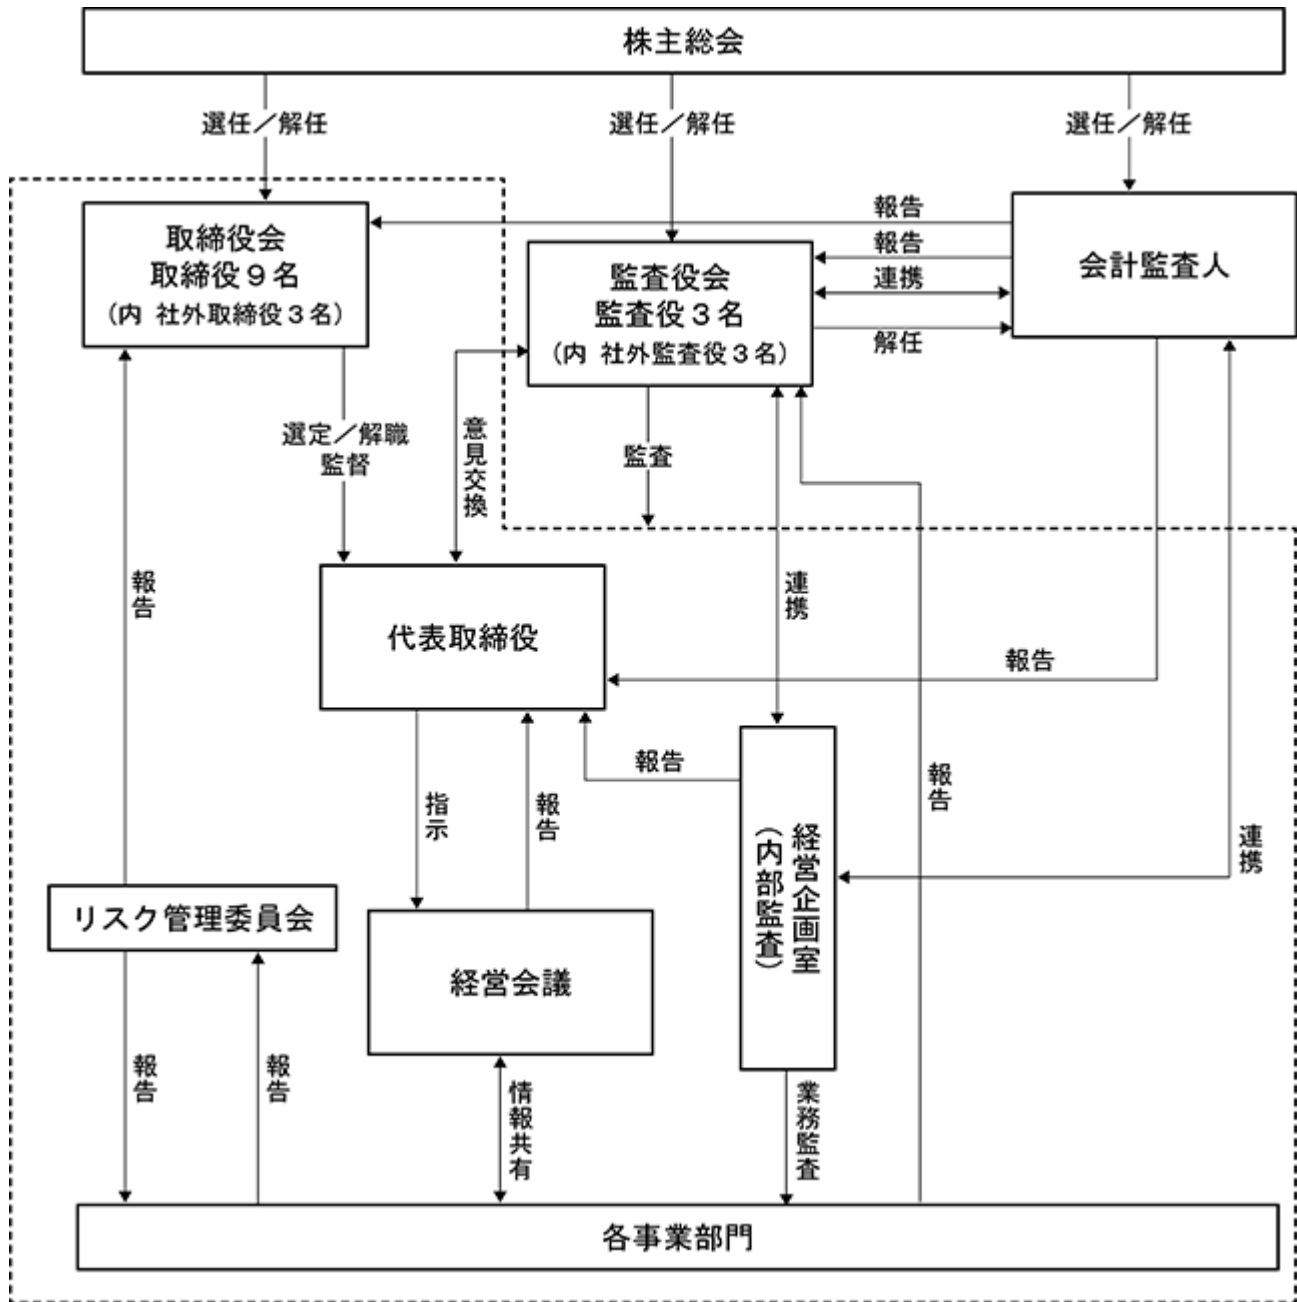 株主総会
選任／解任
選任／解任
選任／解任
取締役会
取締役９名
（内 社外取締役３名）
監査役会
監査役３名
（内 社外監査役３名）
会計監査人
報告
報告
連携
解任
選定／解職
監督
意見交換
監査
報告
連携
代表取締役
報告
報告
報告
指示
報告
経営企画室
（内部監査）
連携
リスク管理委員会
経営会議
報告
報告
情報共有
業務監査
各事業部門